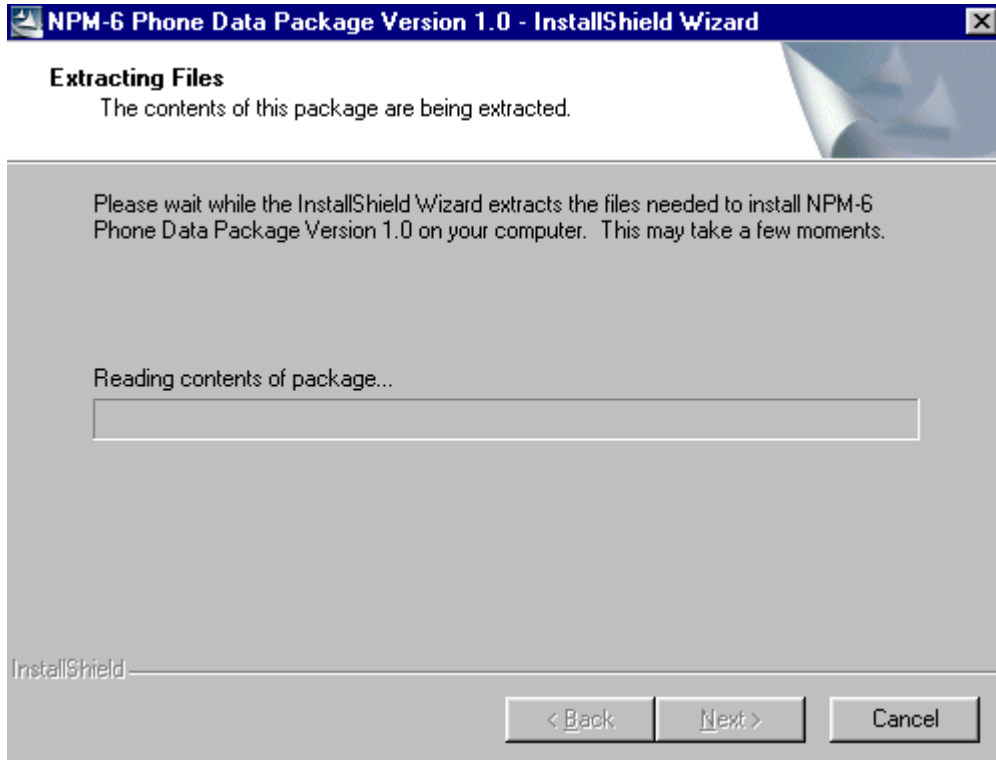 NPM-6 Phone Data Package Version 1.0 - InstallShield Wizard
Extracting Files
The contents of this package are being extracted.
Please wait while the InstallShield Wizard extracts the files needed to install NPM-6
Phone Data Package Version 1.0 on your computer.  This may take a few moments.
Reading contents of package...
InstallShield
< Back
Next >
Cancel